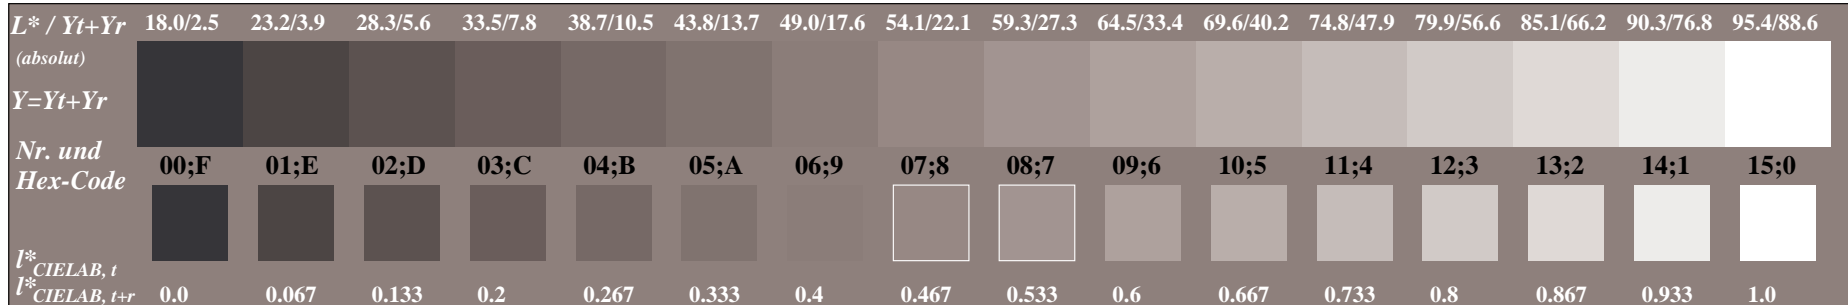 L* / Yt+Yr 18.0/2.5 23.2/3.9 28.3/5.6 33.5/7.8 38.7/10.5 43.8/13.7 49.0/17.6 54.1/22.1 59.3/27.3 64.5/33.4 69.6/40.2 74.8/47.9 79.9/56.6 85.1/66.2 90.3/76.8 95.4/88.6
(absolut)
Y=Yt+Yr
Nr. und
Hex-Code 00;F 01;E 02;D 03;C 04;B 05;A 06;9 07;8 08;7 09;6 10;5 11;4 12;3 13;2 14;1 15;0
l*CIELAB, t
l*CIELAB, t+r 0.0 0.067 0.133 0.2 0.267 0.333 0.4 0.467 0.533 0.6 0.667 0.733 0.8 0.867 0.933 1.0